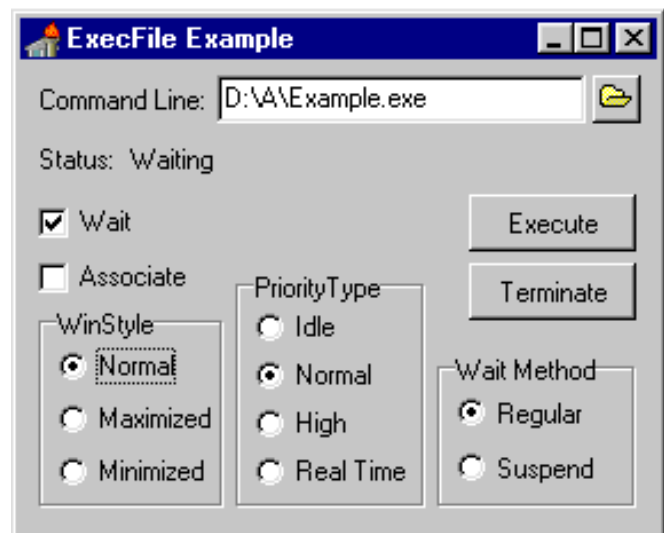 ExecFile Example
Command Line: D:\A\Example.exe
Status: Waiting
Wait
Execute
Associate
Terminate
WinStyle
Normal
Maximized
Minimized
PriorityType
Idle
Normal
High
Real Time
Wait Method
Regular
Suspend